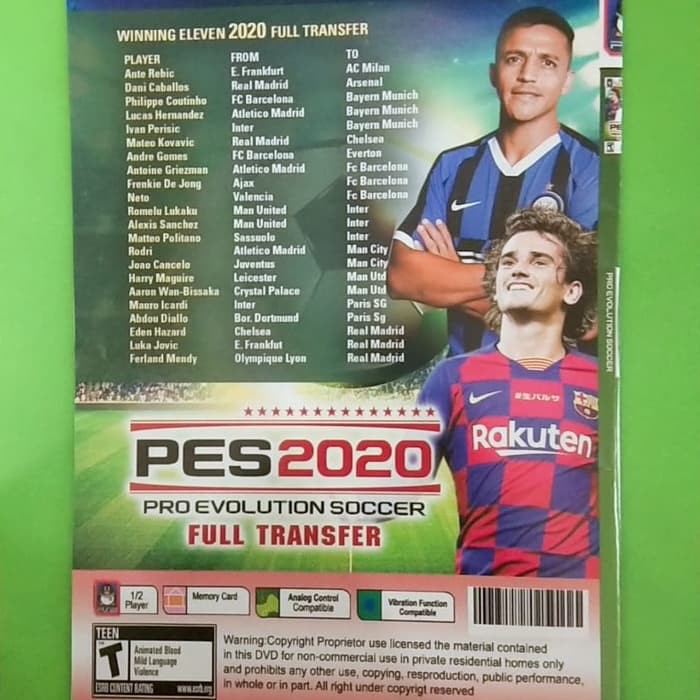 WINNING ELEVEN 2020 FULL TRANSFER
PLAYER FROM TO
Ante Rebic E. Frankfurt AC Milan
Dani Caballos Real Madrid Arsenal
Philippe Coutinho FC Barcelona Bayern Munich
Lucas Hernandez Atletico Madrid Bayern Munich
Ivan Perisic Inter Bayern Munich
Mateo Kovavic Real Madrid Chelsea
Andre Gomes FC Barcelona Everton
Antoine Griezman Atletico Madrid Fc Barcelona
Frenkie De Jong Ajax Fc Barcelona
Neto Valencia Fc Barcelona
Romelu Lukaku Man United Inter
Alexis Sanchez Man United Inter
Matteo Politano Sassuolo Inter
Rodri Atletico Madrid Man City
Joao Cancelo Juventus Man City
Harry Maguire Leicester Man Utd
Aaron Wan-Bissaka Crystal Palace Man Utd
Mauro Icardi Inter Paris SG
Abdou Diallo Bor. Dertmund Paris Sg
Eden Hazard Chelsea Real Madrid
Luka Jovic E. Frankfut Real Madrid
Ferland Mendy Olympique Lyon Real Madrid
#生バルサ
Rakuten
PES2020
PRO EVOLUTION SOCCER
FULL TRANSFER
PRO EVOLUTION SOCCER
1/2 Player
Memory Card
Analog Control Compatible
Vibration Function Compatible
TEEN
T
Animated Blood
Mild Language
Violence
ESRB CONTENT RATING www.esrb.org
Warning:Copyright Proprietor use licensed the material contained
in this DVD for non-commercial use in private residential homes only
and prohibits any other use, copying, resproduction, public performance,
in whole or in part. All right under copyrigt reserved